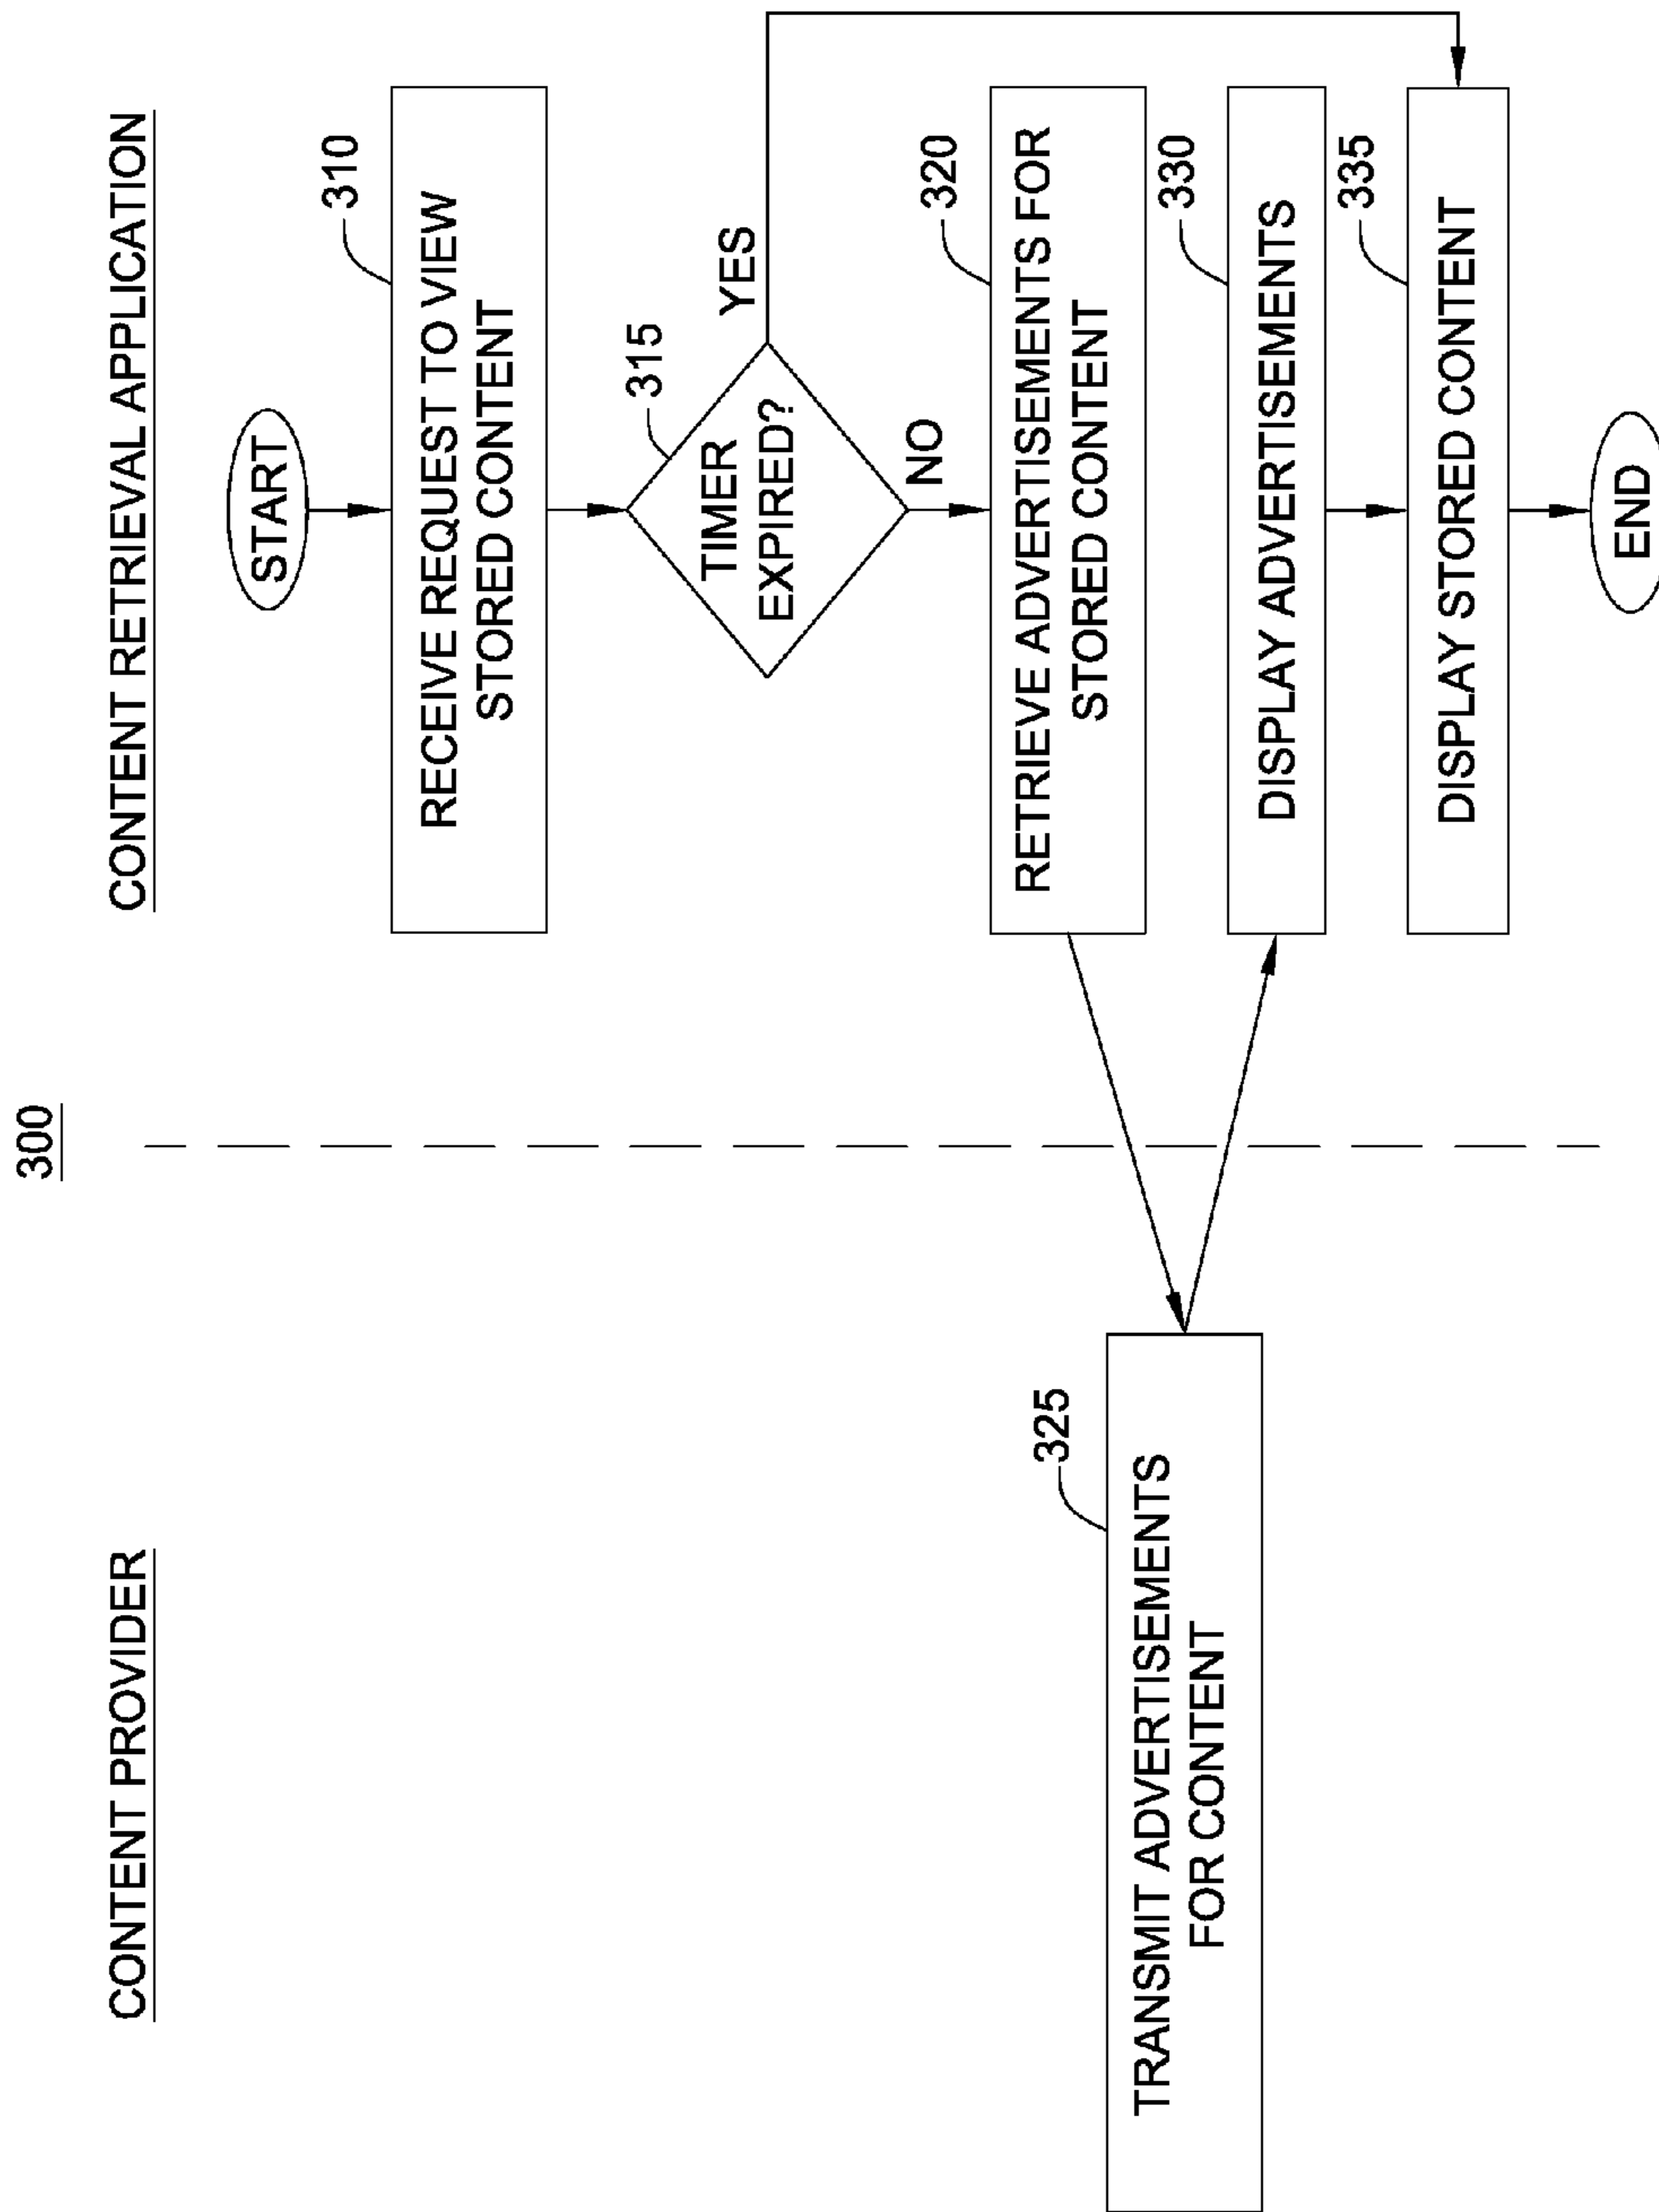 300
CONTENT PROVIDER
CONTENT RETRIEVAL APPLICATION
START
310
RECEIVE REQUEST TO VIEW
STORED CONTENT
315
TIMER
EXPIRED?
YES
NO
320
RETRIEVE ADVERTISEMENTS FOR
STORED CONTENT
325
TRANSMIT ADVERTISEMENTS
FOR CONTENT
330
DISPLAY ADVERTISEMENTS
335
DISPLAY STORED CONTENT
END